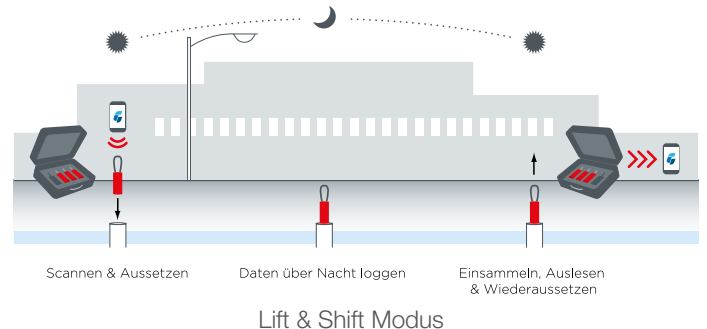 Scannen & Aussetzen
Daten über Nacht loggen
Einsammeln, Auslesen
& Wiederaussetzen
Lift & Shift Modus